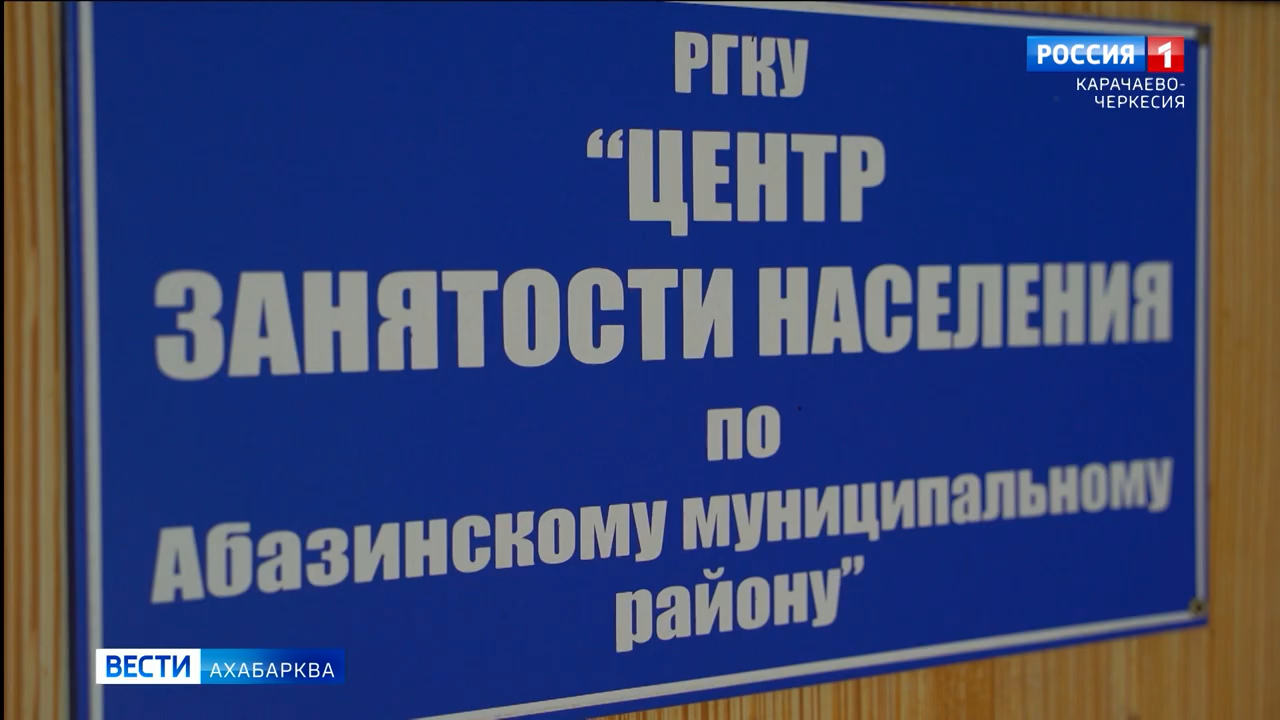 РГКУ
“ЦЕНТР
ЗАНЯТОСТИ НАСЕЛЕНИЯ
по
Абазинскому муниципальному
району”
РОССИЯ 1
КАРАЧАЕВО-
ЧЕРКЕСИЯ
ВЕСТИ АХАБАРКВА